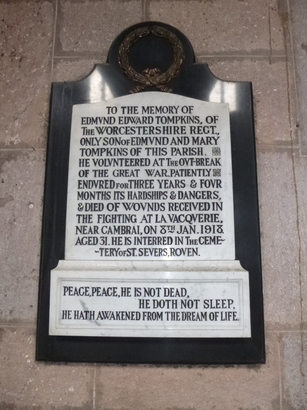 TO THE MEMORY OF
EDMVND EDWARD TOMPKINS, OF
THE WORCESTERSHIRE REGT.,
ONLY SON OF EDMVND AND MARY
TOMPKINS OF THIS PARISH.
HE VOLVNTEERED AT THE OVT-BREAK
OF THE GREAT WAR, PATIENTLY
ENDVRED FOR THREE YEARS & FOUR
MONTHS ITS HARDSHIPS & DANGERS,
& DIED OF WOVNDS RECEIVED IN
THE FIGHTING AT LA VACQVERIE,
NEAR CAMBRAI, ON 8TH JAN. 1918
AGED 31. HE IS INTERRED IN THE CEME-
TERY OF ST. SEVERS, ROVEN.
PEACE, PEACE, HE IS NOT DEAD,
HE DOTH NOT SLEEP,
HE HATH AWAKENED FROM THE DREAM OF LIFE.